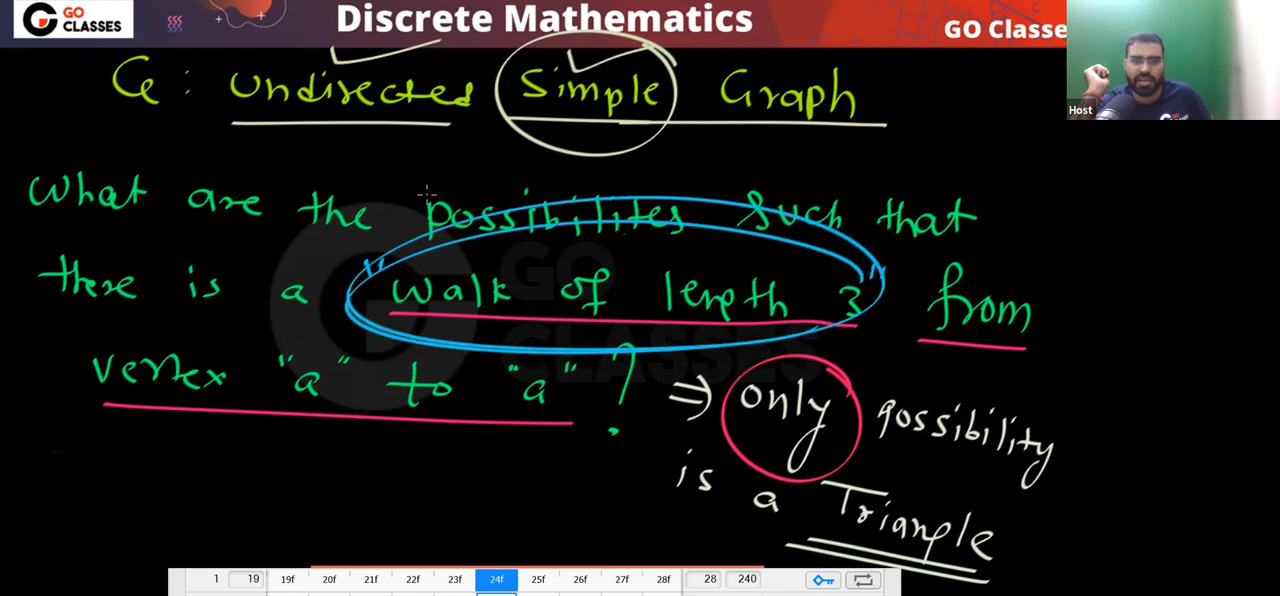 GO CLASSES
Discrete Mathematics
GO Classe
Host
G : Undirected Simple Graph
What are the possibilites such that
there is a "walk of length 3" from
vertex "a" to "a" ?
⇒ only possibility
is a Triangle
GO
CLASSES
1 19 19f 20f 21f 22f 23f 24f 25f 26f 27f 28f 28 240